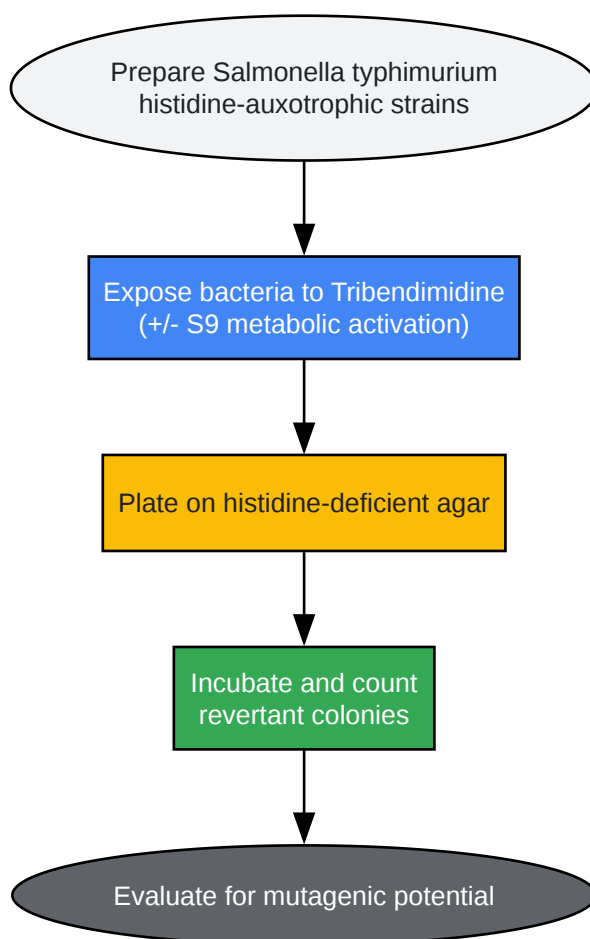 Prepare Salmonella typhimurium
histidine-auxotrophic strains
Expose bacteria to Tribendimidine
(+/- S9 metabolic activation)
Plate on histidine-deficient agar
Incubate and count
revertant colonies
Evaluate for mutagenic potential